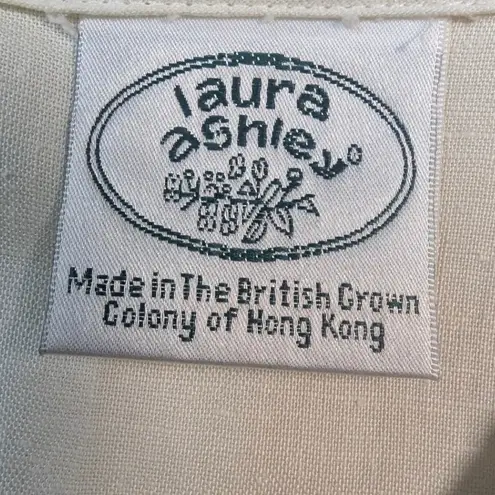 laura
ashley®
Made in The British Crown
Colony of Hong Kong